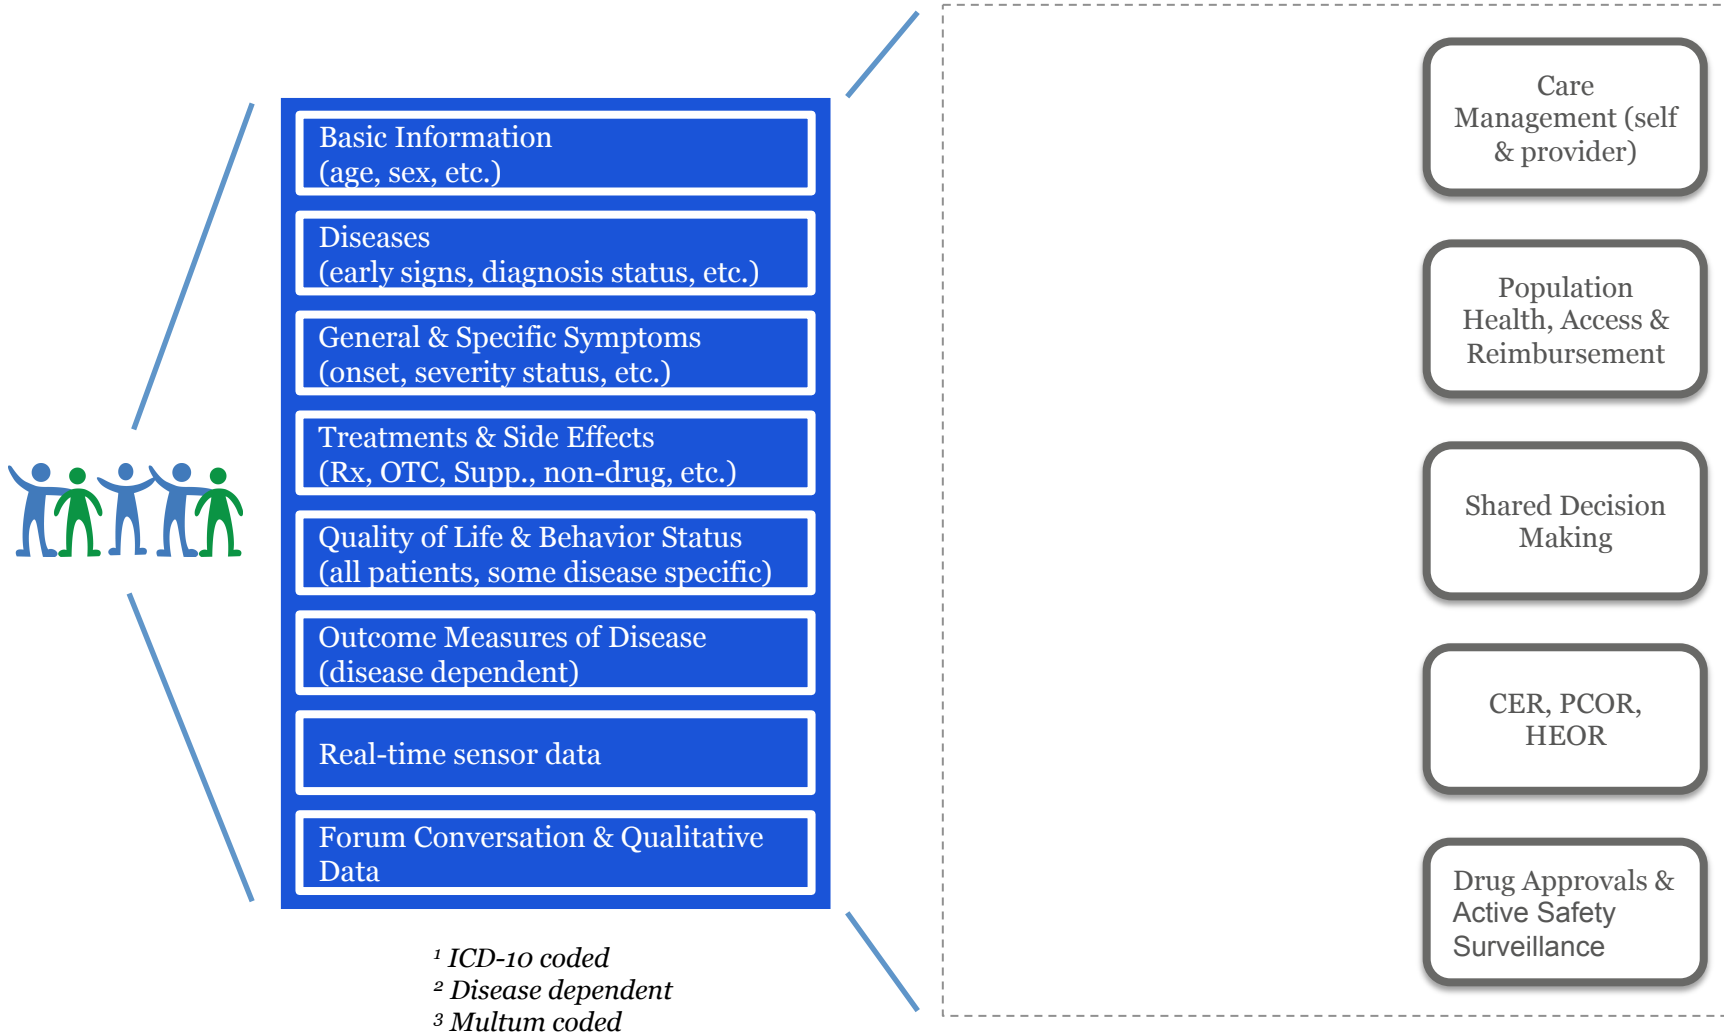 Basic Information
(age, sex, etc.)
Diseases
(early signs, diagnosis status, etc.)
General & Specific Symptoms
(onset, severity status, etc.)
Treatments & Side Effects
(Rx, OTC, Supp., non-drug, etc.)
Quality of Life & Behavior Status
(all patients, some disease specific)
Outcome Measures of Disease
(disease dependent)
Real-time sensor data
Forum Conversation & Qualitative
Data
¹ ICD-10 coded
² Disease dependent
³ Multum coded
Care
Management (self
& provider)
Population
Health, Access &
Reimbursement
Shared Decision
Making
CER, PCOR,
HEOR
Drug Approvals &
Active Safety
Surveillance